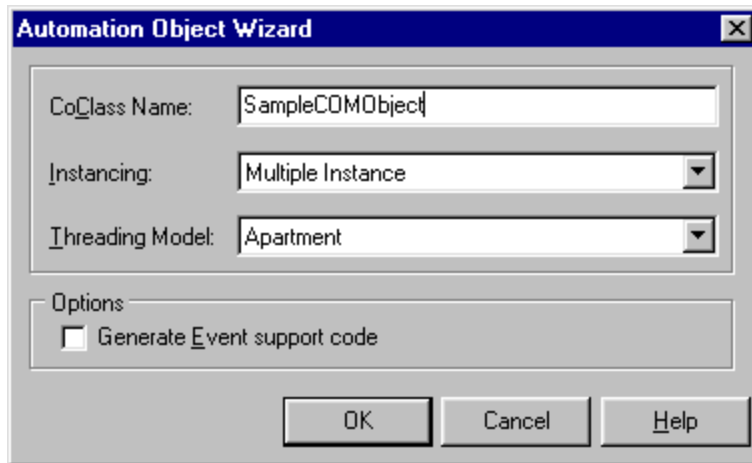 Automation Object Wizard
CoClass Name: SampleCOMObject
Instancing: Multiple Instance
Threading Model: Apartment
Options
Generate Event support code
OK Cancel Help